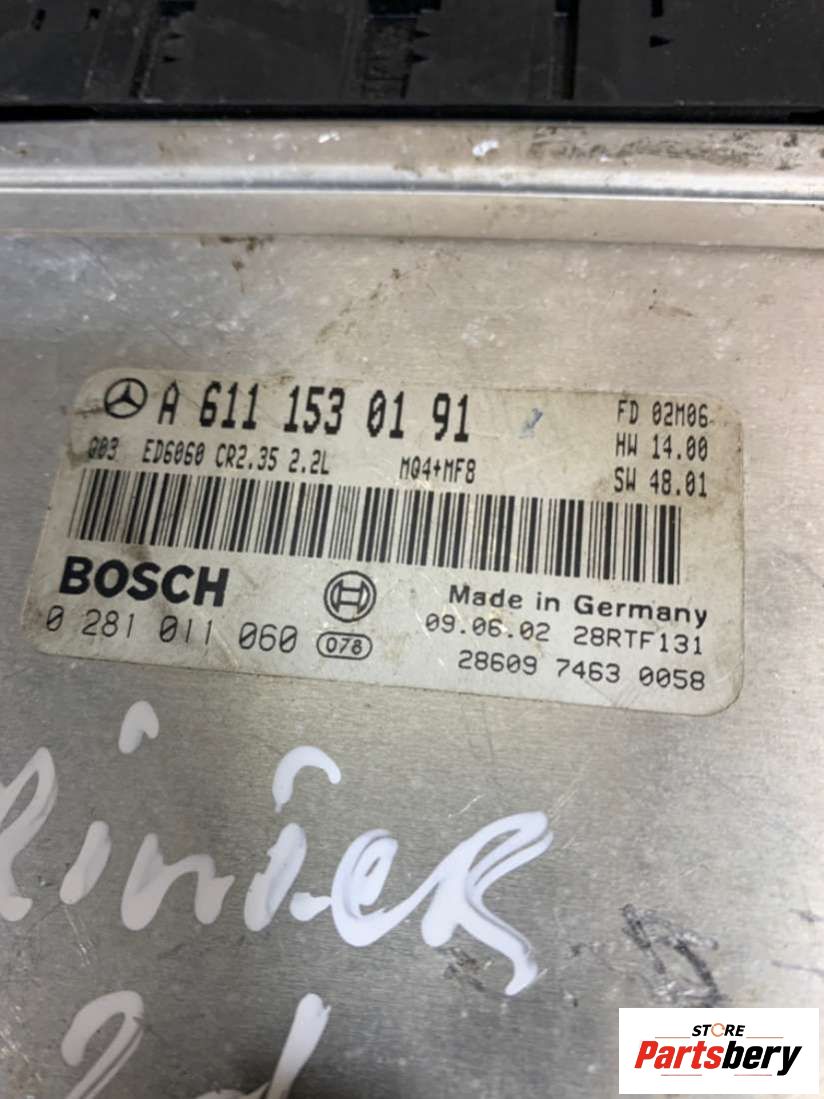 A 611 153 01 91
FD 02M06
Q03 ED6060 CR2.35 2.2L MQ4+MF8
HW 14.00
SW 48.01
BOSCH
Made in Germany
0 281 011 060 078
09.06.02 28RTF131
28609 7463 0058
STORE
Partsbery